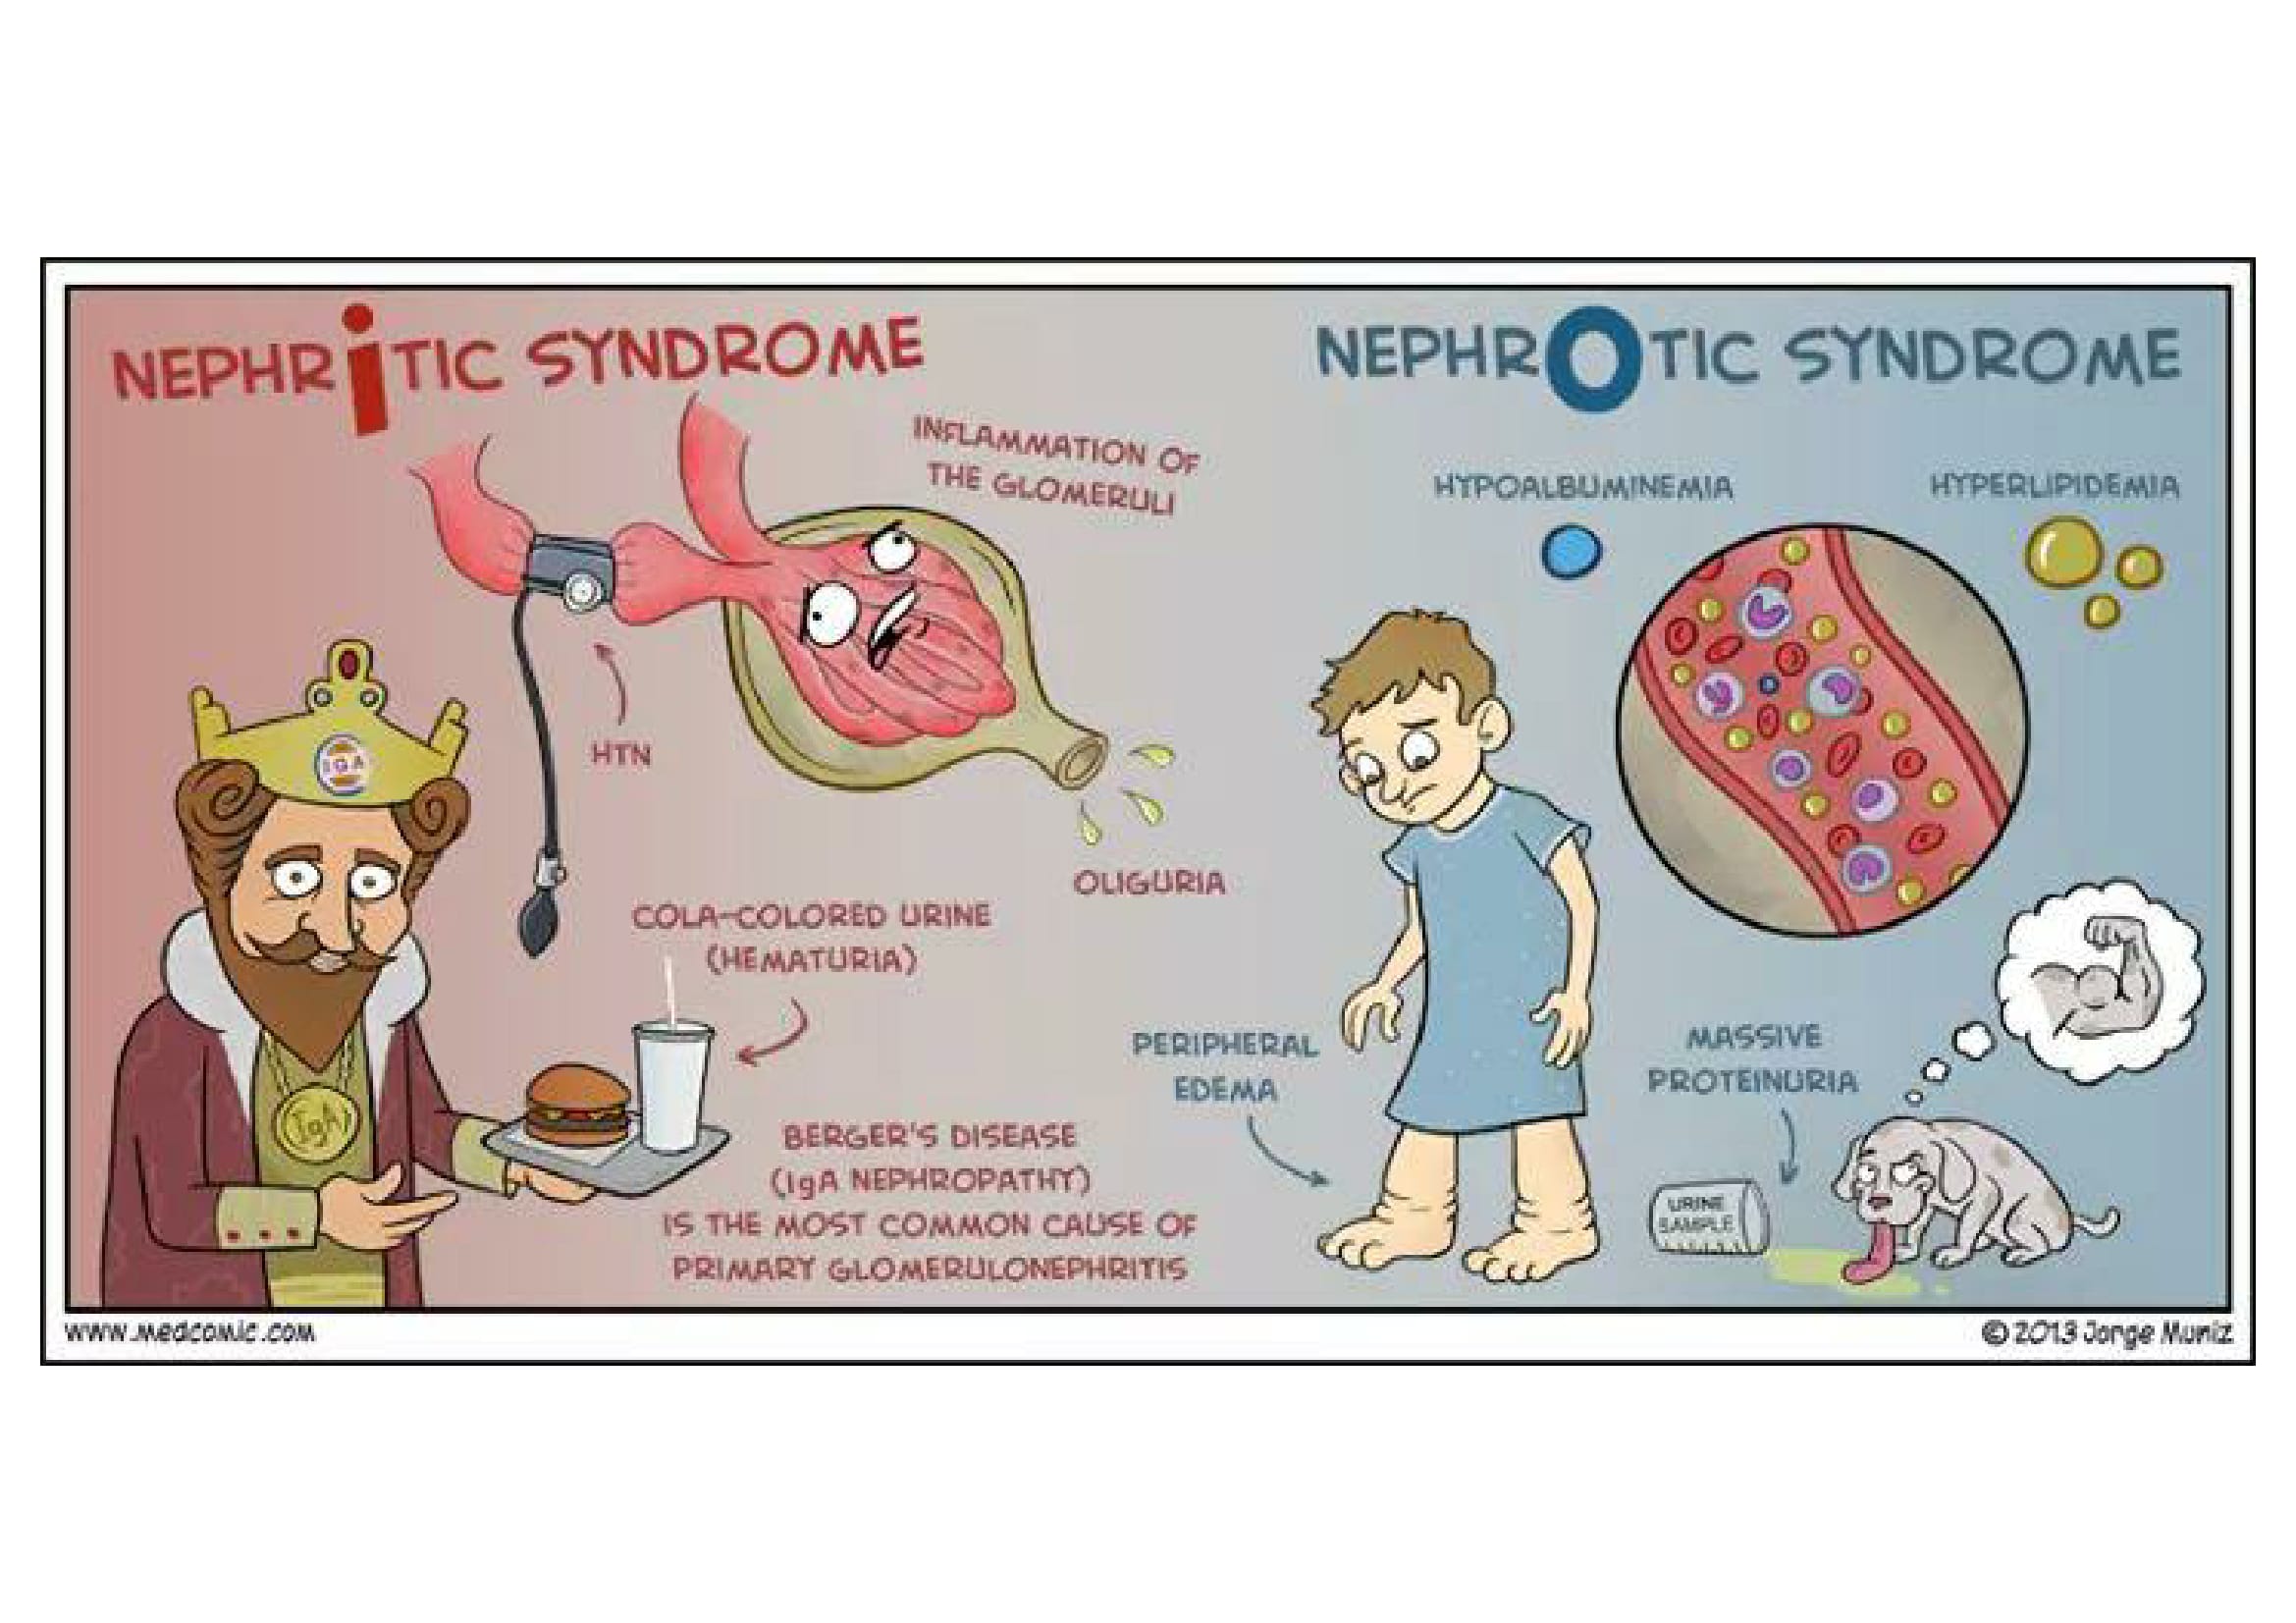 NEPHRiTIC SYNDROME
INFLAMMATION OF
THE GLOMERULI
HTN
OLIGURIA
IGA
COLA-COLORED URINE
(HEMATURIA)
IgA
BERGER'S DISEASE
(IgA NEPHROPATHY)
IS THE MOST COMMON CAUSE OF
PRIMARY GLOMERULONEPHRITIS
NEPHROTIC SYNDROME
HYPOALBUMINEMIA
HYPERLIPIDEMIA
PERIPHERAL
EDEMA
MASSIVE
PROTEINURIA
URINE
SAMPLE
www.medcomic.com
© 2013 Jorge Muniz